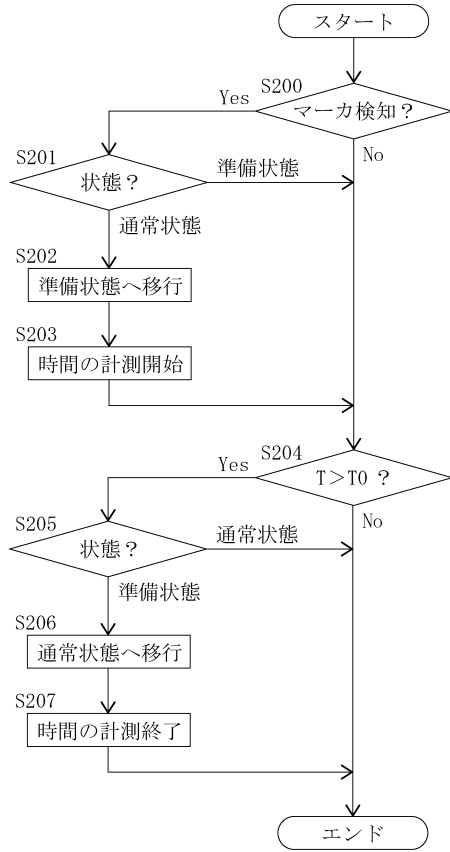 スタート
S200
マーカ検知？
Yes
No
S201
状態？
準備状態
通常状態
S202
準備状態へ移行
S203
時間の計測開始
S204
T＞T0 ？
Yes
No
S205
状態？
通常状態
準備状態
S206
通常状態へ移行
S207
時間の計測終了
エンド